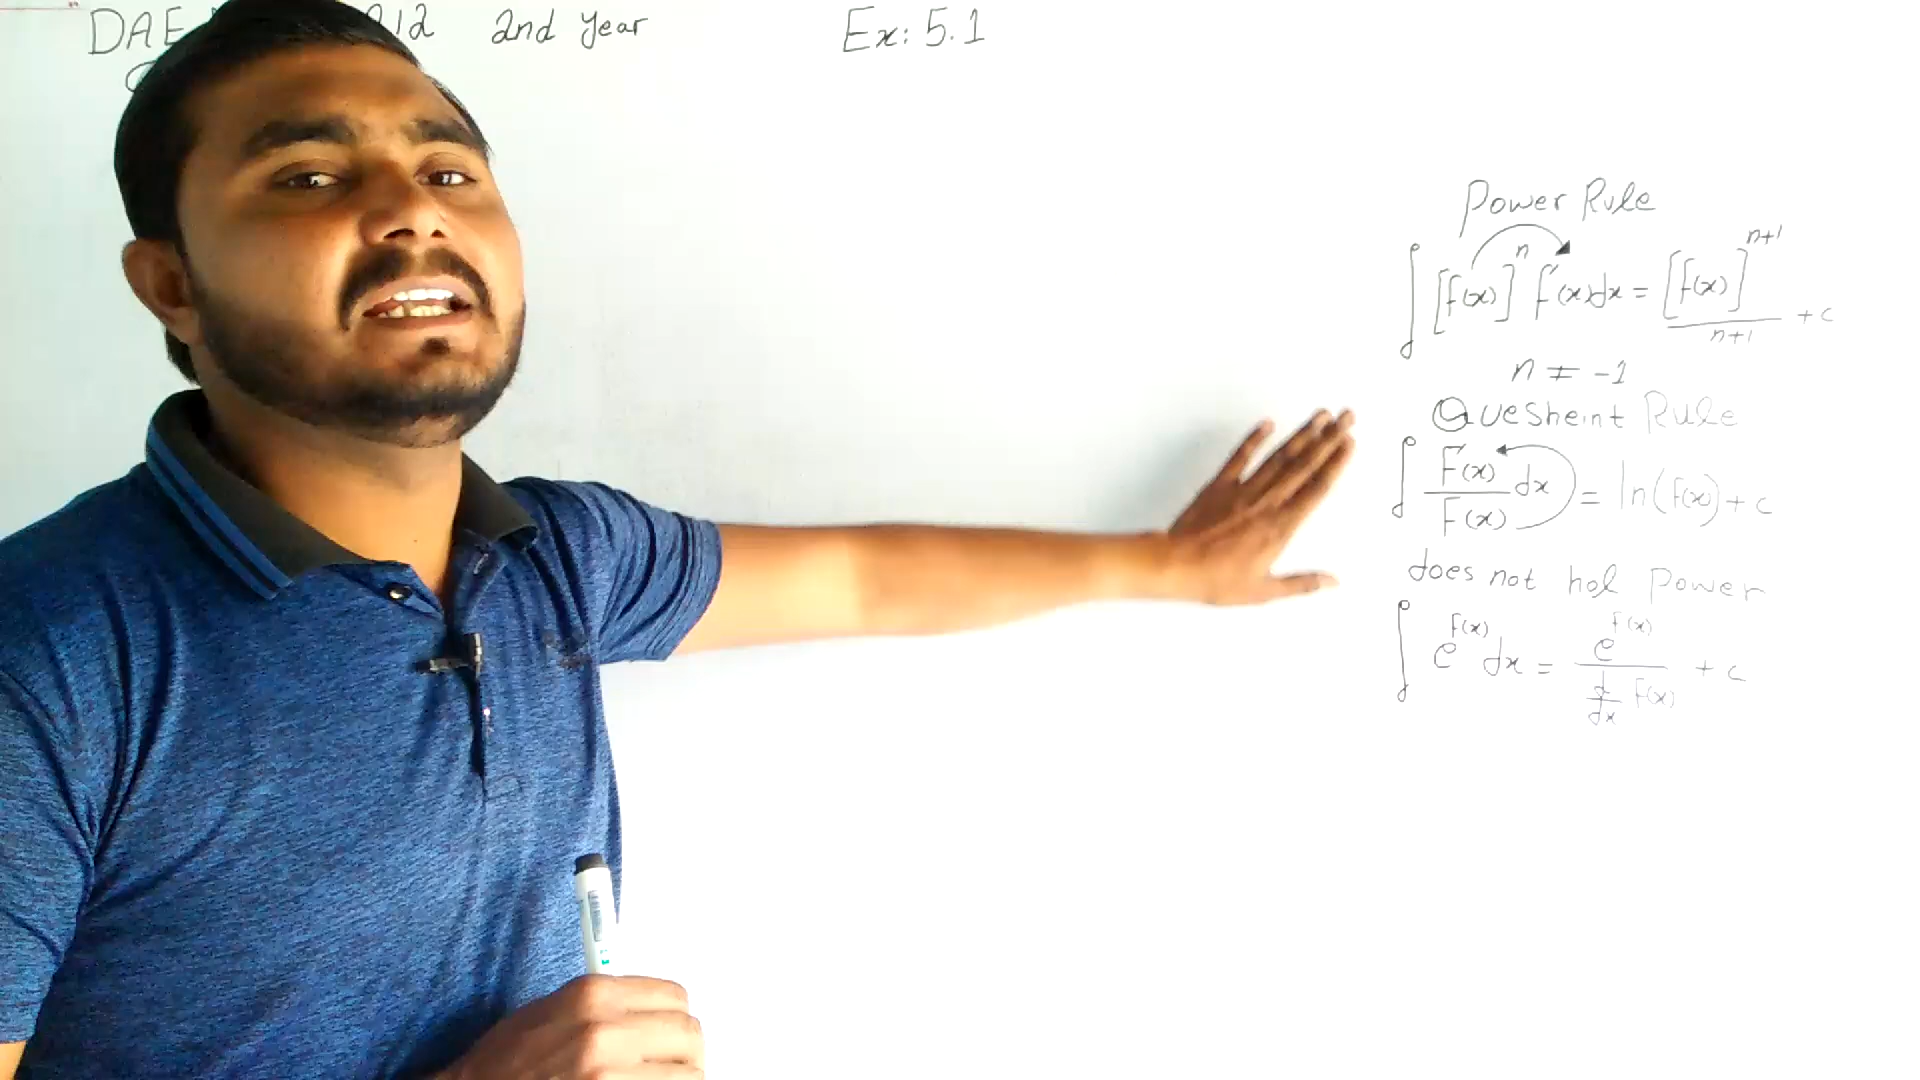 DAE 212 2nd Year Ex: 5.1
Power Rule
∫ [f(x)]ⁿ f'(x)dx = [f(x)]ⁿ⁺¹ / n+1 + c
n ≠ -1
Quesheint Rule
∫ F'(x) / F(x) dx = ln(f(x)) + c
does not hol power
∫ e^f(x) dx = e^f(x) / d/dx F(x) + c